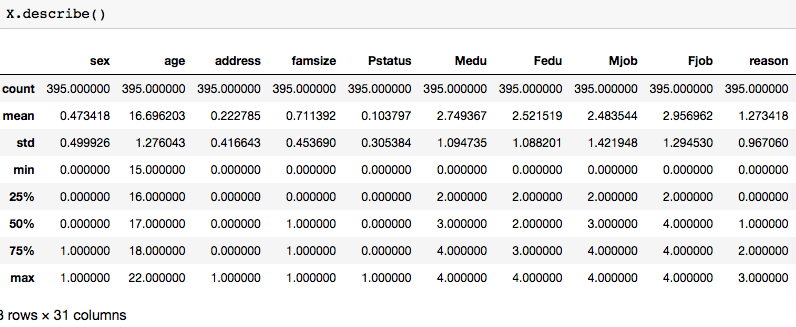 X.describe()
sex age address famsize Pstatus Medu Fedu Mjob Fjob reason
count 395.000000 395.000000 395.000000 395.000000 395.000000 395.000000 395.000000 395.000000 395.000000 395.000000
mean 0.473418 16.696203 0.222785 0.711392 0.103797 2.749367 2.521519 2.483544 2.956962 1.273418
std 0.499926 1.276043 0.416643 0.453690 0.305384 1.094735 1.088201 1.421948 1.294530 0.967060
min 0.000000 15.000000 0.000000 0.000000 0.000000 0.000000 0.000000 0.000000 0.000000 0.000000
25% 0.000000 16.000000 0.000000 0.000000 0.000000 2.000000 2.000000 2.000000 2.000000 0.000000
50% 0.000000 17.000000 0.000000 1.000000 0.000000 3.000000 2.000000 3.000000 4.000000 1.000000
75% 1.000000 18.000000 0.000000 1.000000 0.000000 4.000000 3.000000 4.000000 4.000000 2.000000
max 1.000000 22.000000 1.000000 1.000000 1.000000 4.000000 4.000000 4.000000 4.000000 3.000000
8 rows × 31 columns